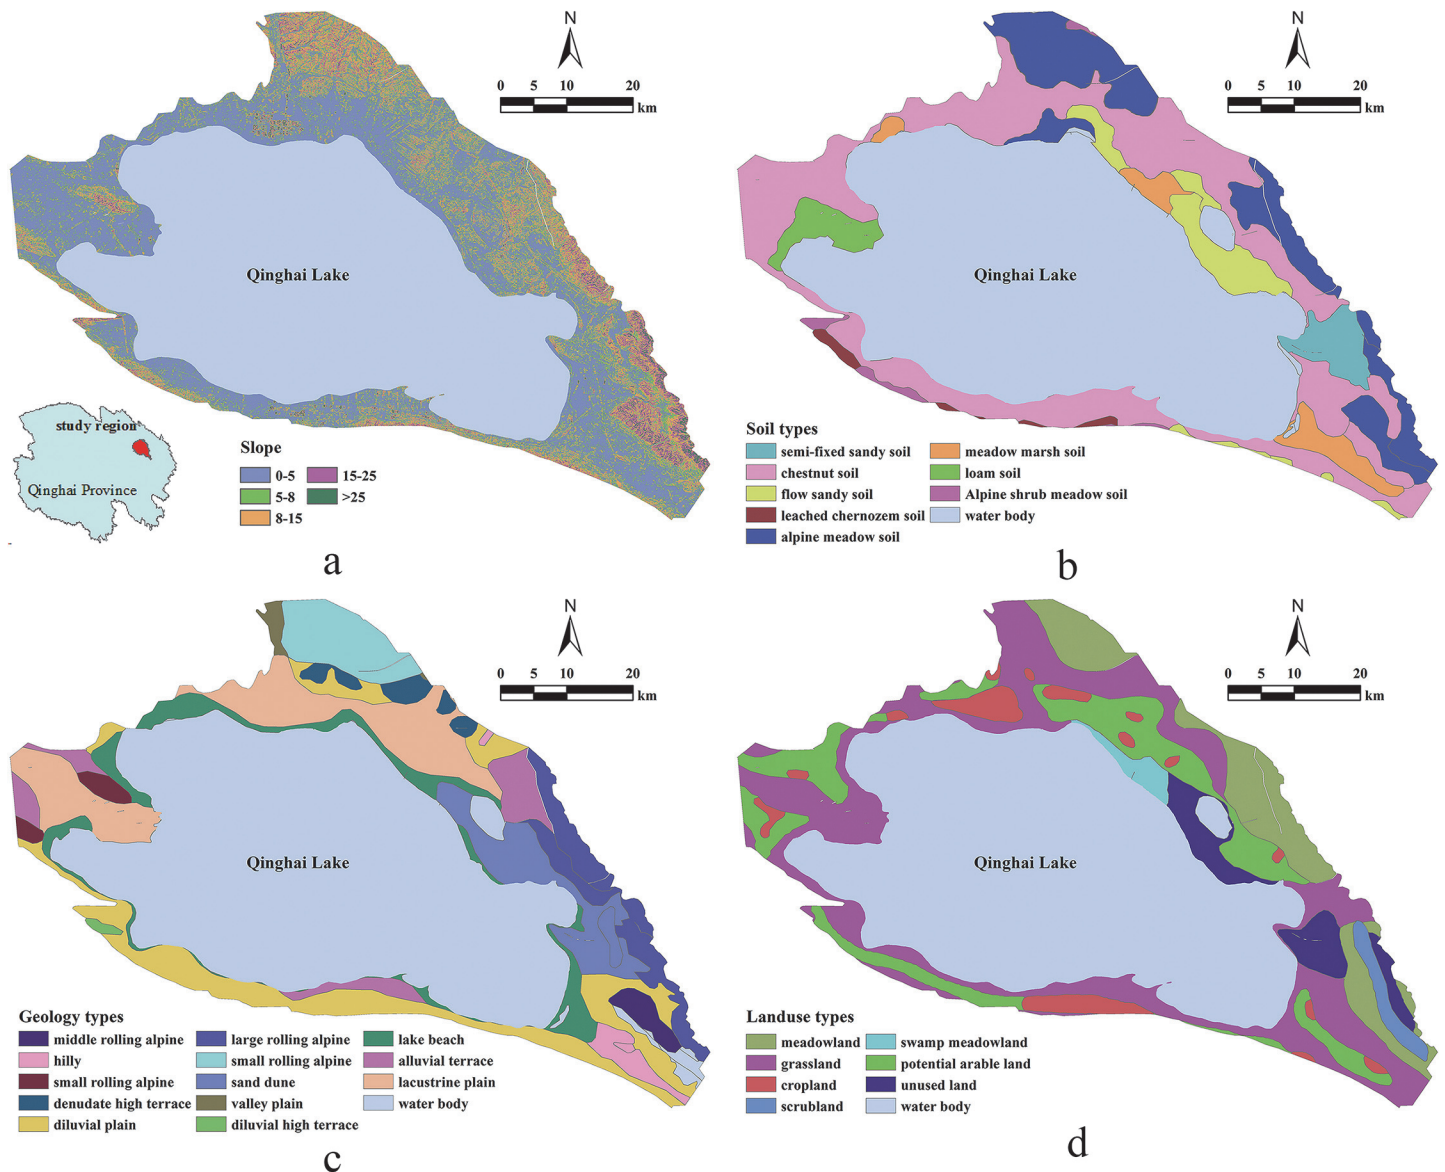 N
0 5 10 20
km
Qinghai Lake
study region
Qinghai Province
Slope
0-5 15-25
5-8 >25
8-15
a
N
0 5 10 20
km
Qinghai Lake
Soil types
semi-fixed sandy soil meadow marsh soil
chestnut soil loam soil
flow sandy soil Alpine shrub meadow soil
leached chernozem soil water body
alpine meadow soil
b
N
0 5 10 20
km
Qinghai Lake
Geology types
middle rolling alpine large rolling alpine lake beach
hilly small rolling alpine alluvial terrace
small rolling alpine sand dune lacustrine plain
denudate high terrace valley plain water body
diluvial plain diluvial high terrace
c
N
0 5 10 20
km
Qinghai Lake
Landuse types
meadowland swamp meadowland
grassland potential arable land
cropland unused land
scrubland water body
d